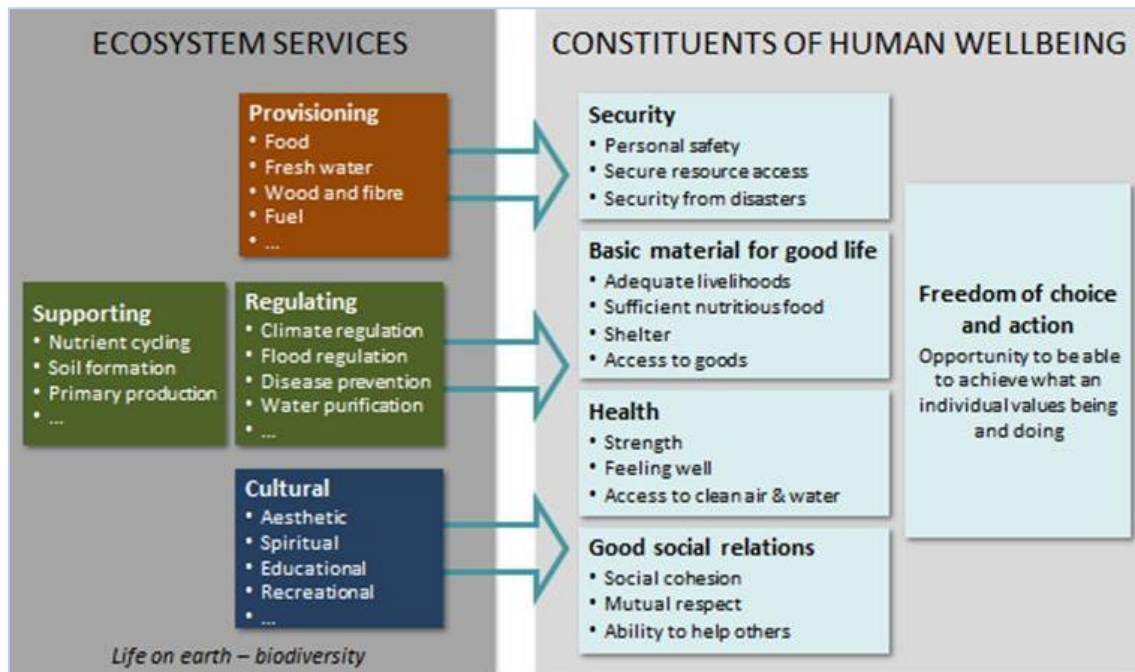 ECOSYSTEM SERVICES
Provisioning
• Food
• Fresh water
• Wood and fibre
• Fuel
• ...
Supporting
• Nutrient cycling
• Soil formation
• Primary production
• ...
Regulating
• Climate regulation
• Flood regulation
• Disease prevention
• Water purification
• ...
Cultural
• Aesthetic
• Spiritual
• Educational
• Recreational
• ...
Life on earth – biodiversity
CONSTITUENTS OF HUMAN WELLBEING
Security
• Personal safety
• Secure resource access
• Security from disasters
Basic material for good life
• Adequate livelihoods
• Sufficient nutritious food
• Shelter
• Access to goods
Health
• Strength
• Feeling well
• Access to clean air & water
Good social relations
• Social cohesion
• Mutual respect
• Ability to help others
Freedom of choice
and action
Opportunity to be able
to achieve what an
individual values being
and doing